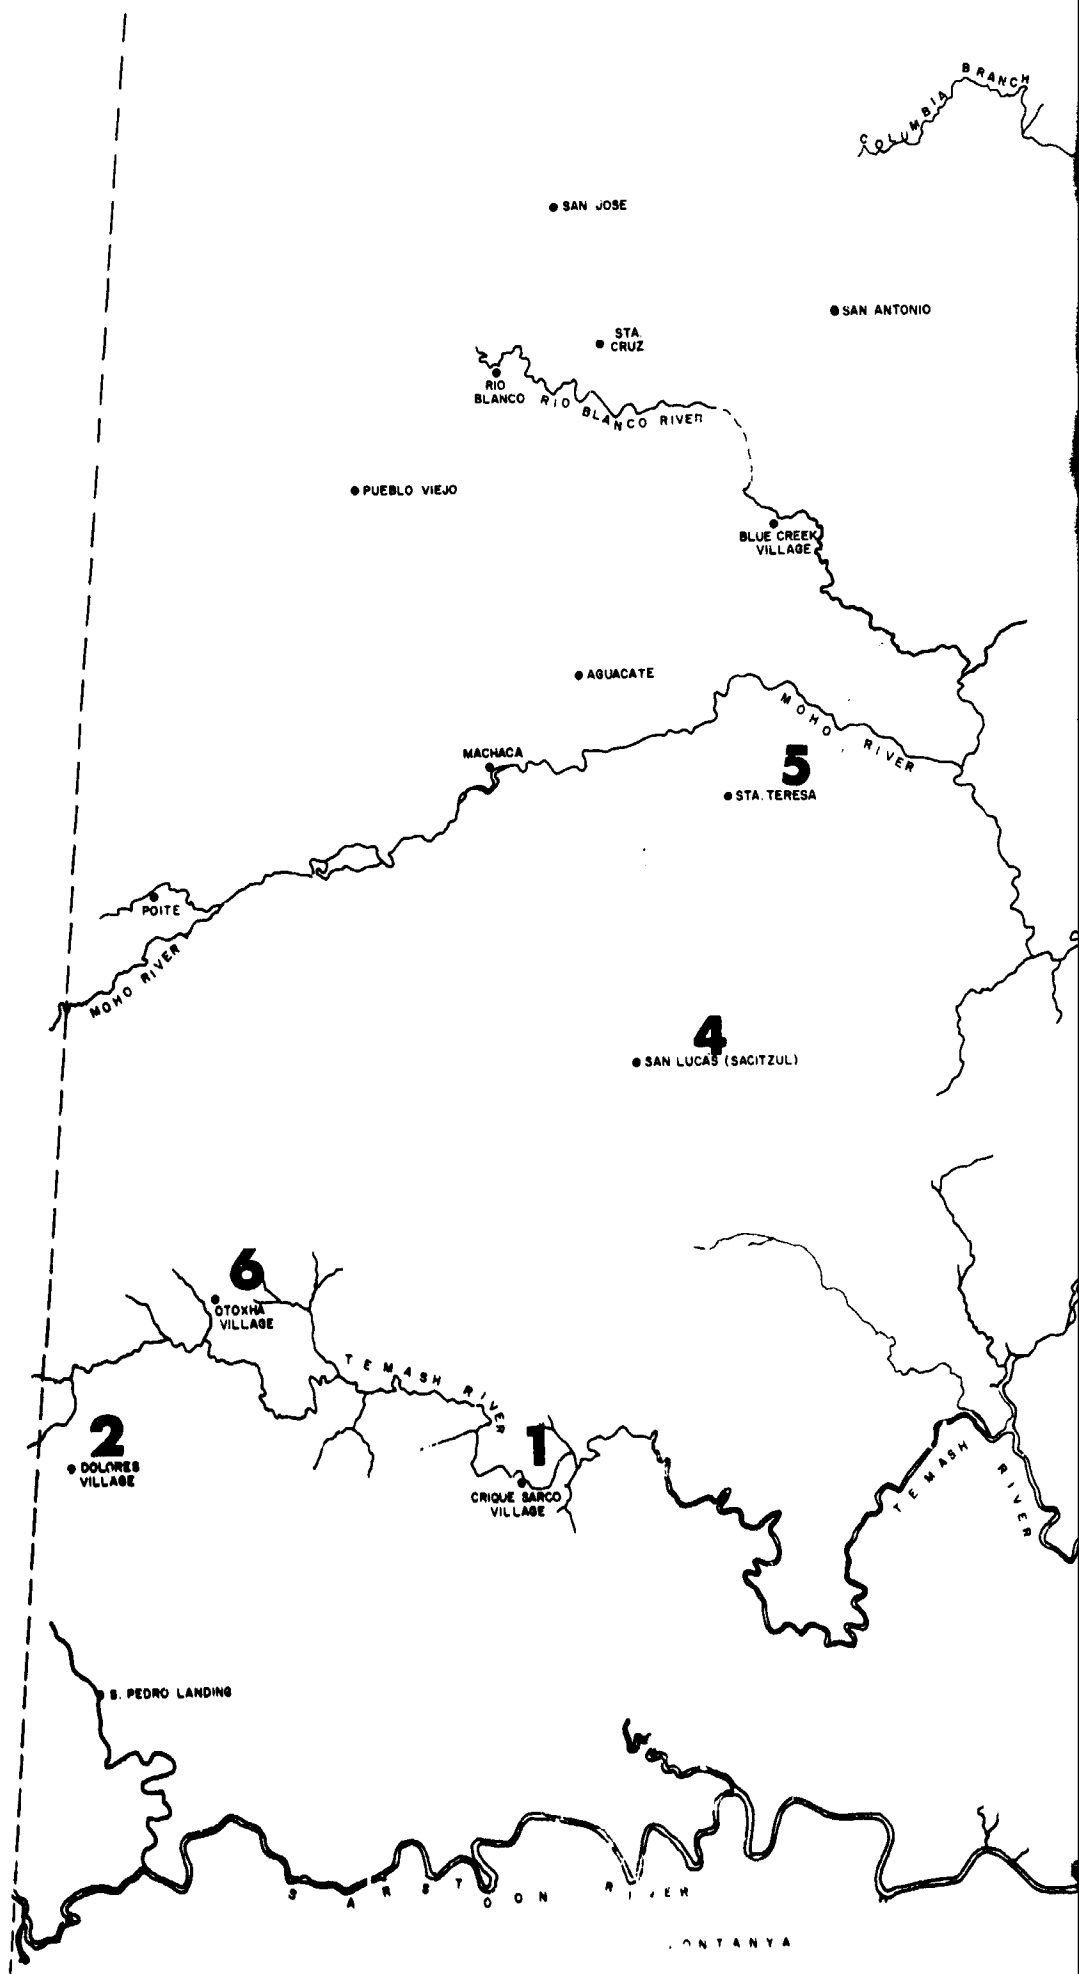 COLUMBIA BRANCH
SAN JOSE
SAN ANTONIO
STA.
CRUZ
RIO
BLANCO
RIO BLANCO RIVER
PUEBLO VIEJO
BLUE CREEK
VILLAGE
AGUACATE
MOHO RIVER
MACHACA
5
STA. TERESA
POITE
MOHO RIVER
4
SAN LUCAS (SACITZUL)
6
OTOXHA
VILLAGE
TEMASH RIVER
2
DOLORES
VILLAGE
1
CRIQUE SARCO
VILLAGE
TEMASH RIVER
S. PEDRO LANDING
SARSTOON RIVER